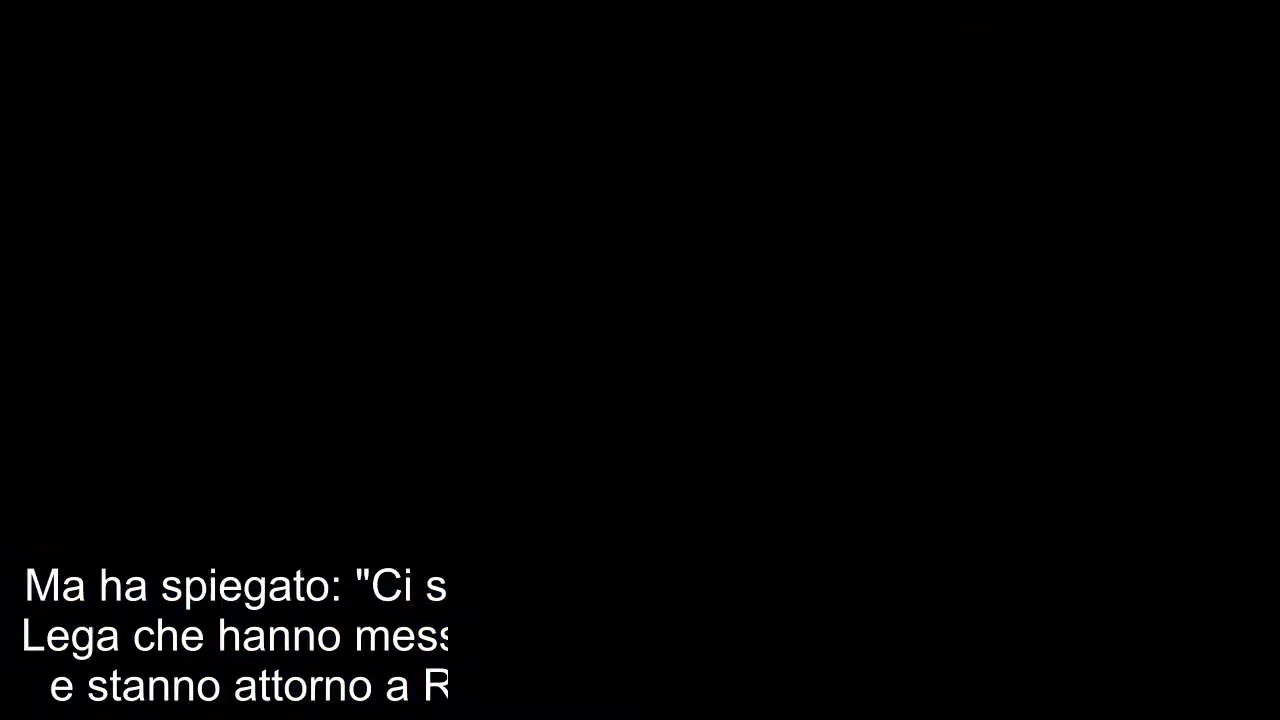 Ma ha spiegato: "Ci s
Lega che hanno mess
e stanno attorno a R